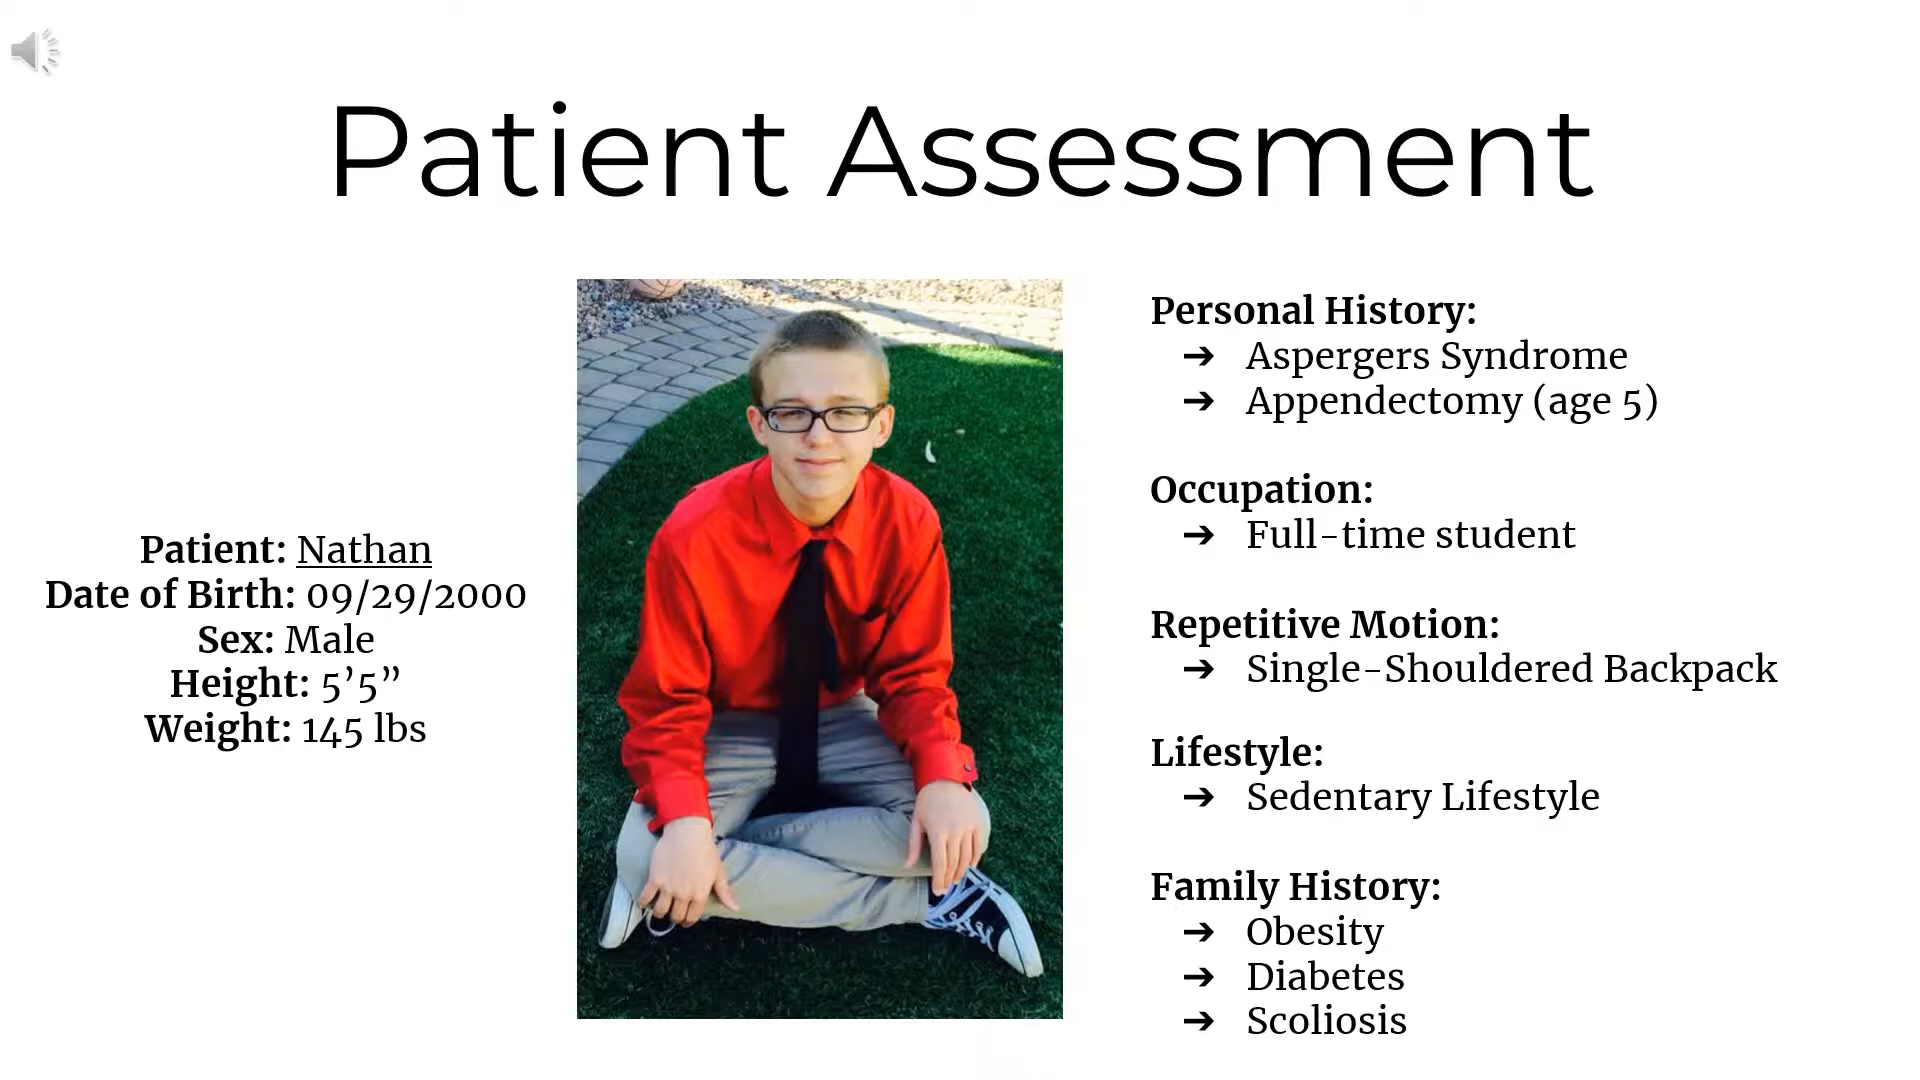 Patient Assessment
Patient: Nathan
Date of Birth: 09/29/2000
Sex: Male
Height: 5’5”
Weight: 145 lbs
Personal History:
➔ Aspergers Syndrome
➔ Appendectomy (age 5)
Occupation:
➔ Full-time student
Repetitive Motion:
➔ Single-Shouldered Backpack
Lifestyle:
➔ Sedentary Lifestyle
Family History:
➔ Obesity
➔ Diabetes
➔ Scoliosis